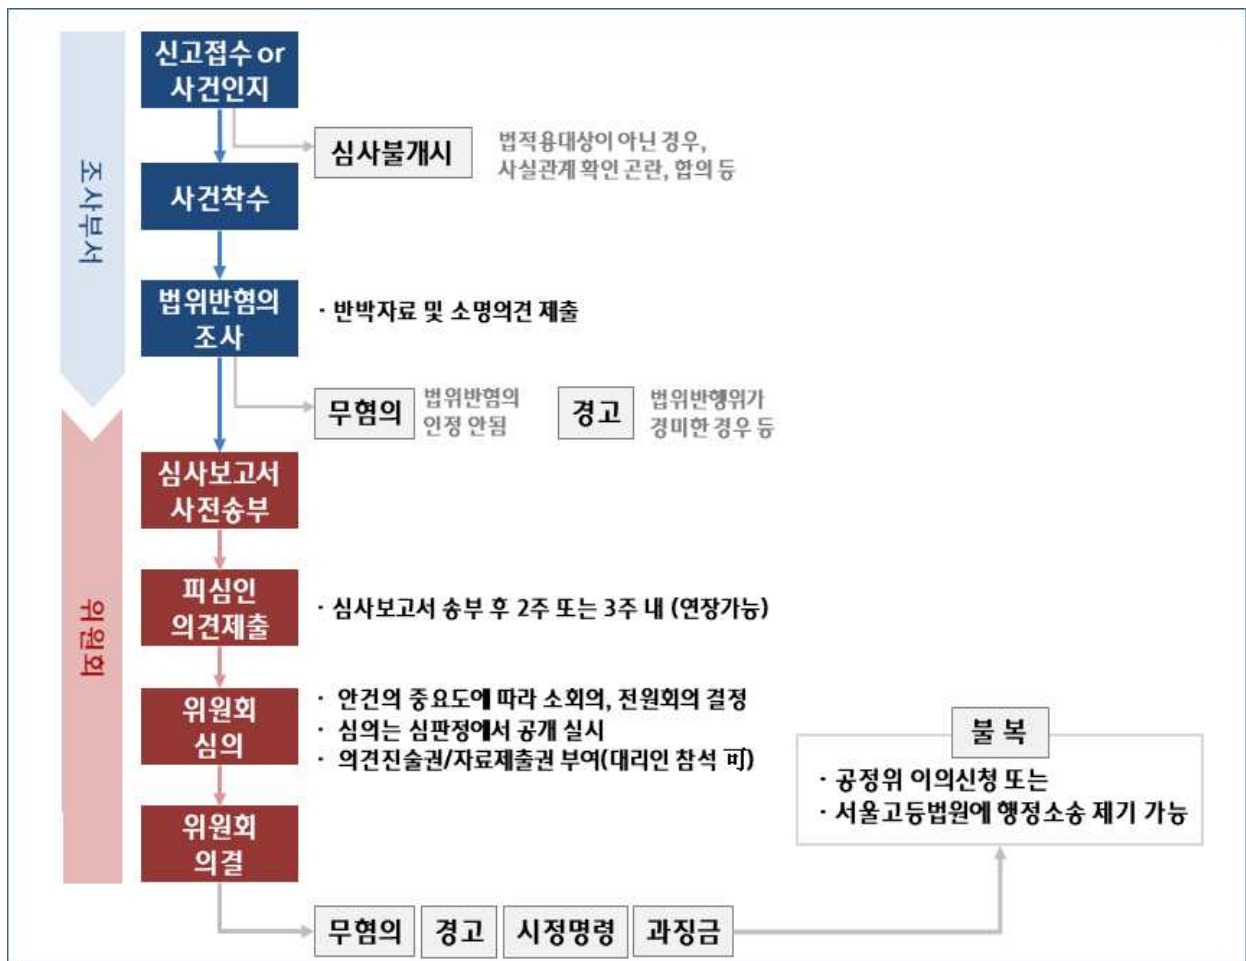 신고접수 or
사건인지
심사불개시
법적용대상이 아닌 경우,
사실관계 확인 곤란, 합의 등
조사부서
사건착수
법위반혐의
조사
· 반박자료 및 소명의견 제출
무혐의
법위반혐의
인정 안됨
경고
법위반행위가
경미한 경우 등
심사보고서
사전송부
위원회
피심인
의견제출
· 심사보고서 송부 후 2주 또는 3주 내 (연장가능)
위원회
심의
· 안건의 중요도에 따라 소회의, 전원회의 결정
· 심의는 심판정에서 공개 실시
· 의견진술권/자료제출권 부여(대리인 참석 可)
불 복
· 공정위 이의신청 또는
· 서울고등법원에 행정소송 제기 가능
위원회
의결
무혐의
경고
시정명령
과징금